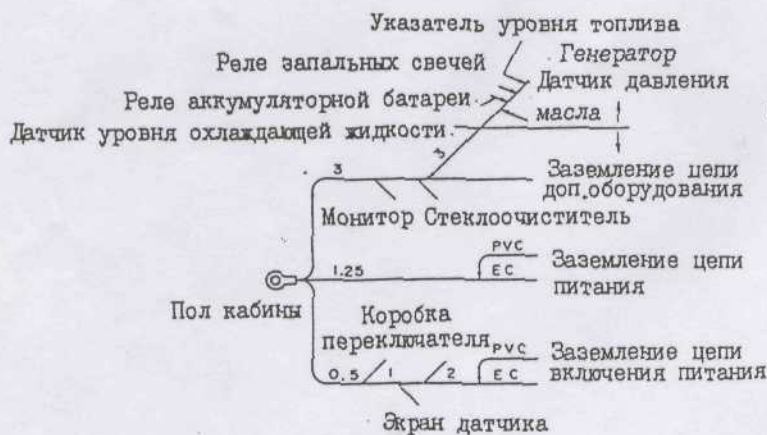 Указатель уровня топлива
Реле запальных свечей
Генератор
Датчик давления
масла
Реле аккумуляторной батареи
Датчик уровня охлаждающей жидкости
3
3
Заземление цепи
доп.оборудования
Монитор Стеклоочиститель
PVC
EC
1.25
Заземление цепи
питания
Пол кабины
Коробка
переключателя
PVC
EC
0.5
1
2
Заземление цепи
включения питания
Экран датчика